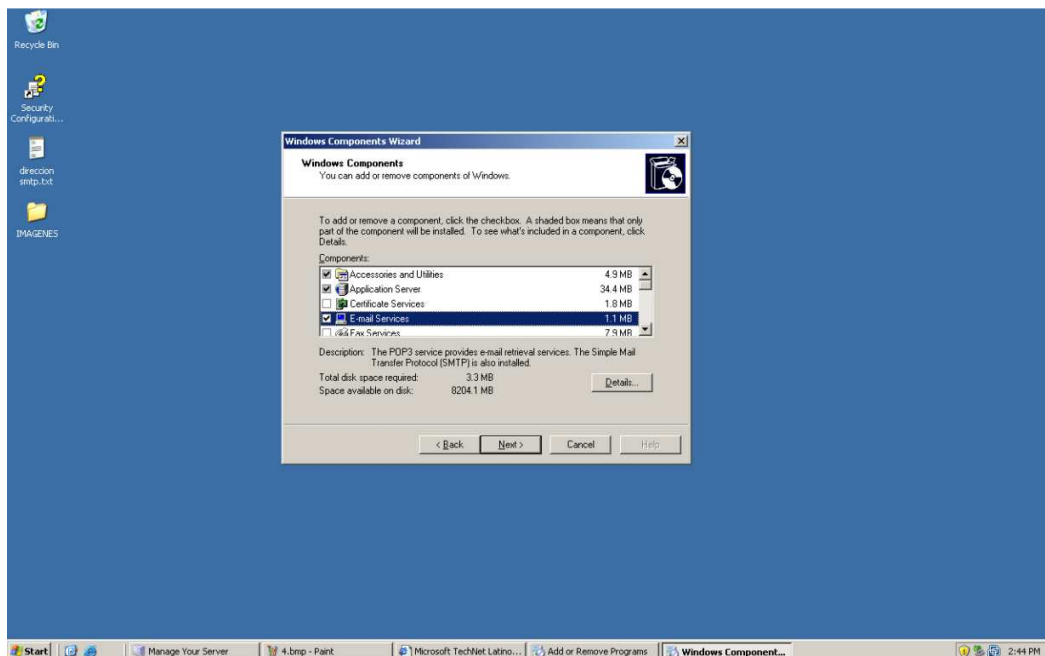 Recycle Bin
Security
Configurati...
direccion
smtp.txt
IMAGENES
Windows Components Wizard
Windows Components
You can add or remove components of Windows.
To add or remove a component, click the checkbox. A shaded box means that only
part of the component will be installed. To see what's included in a component, click
Details.
Components:
Accessories and Utilities 4.9 MB
Application Server 34.4 MB
Certificate Services 1.8 MB
E-mail Services 1.1 MB
Fax Services 7.9 MB
Description: The POP3 service provides e-mail retrieval services. The Simple Mail
Transfer Protocol (SMTP) is also installed.
Total disk space required: 3.3 MB
Space available on disk: 8204.1 MB
Details...
< Back Next > Cancel Help
Start Manage Your Server 4.bmp - Paint Microsoft TechNet Latino... Add or Remove Programs Windows Component... 2:44 PM